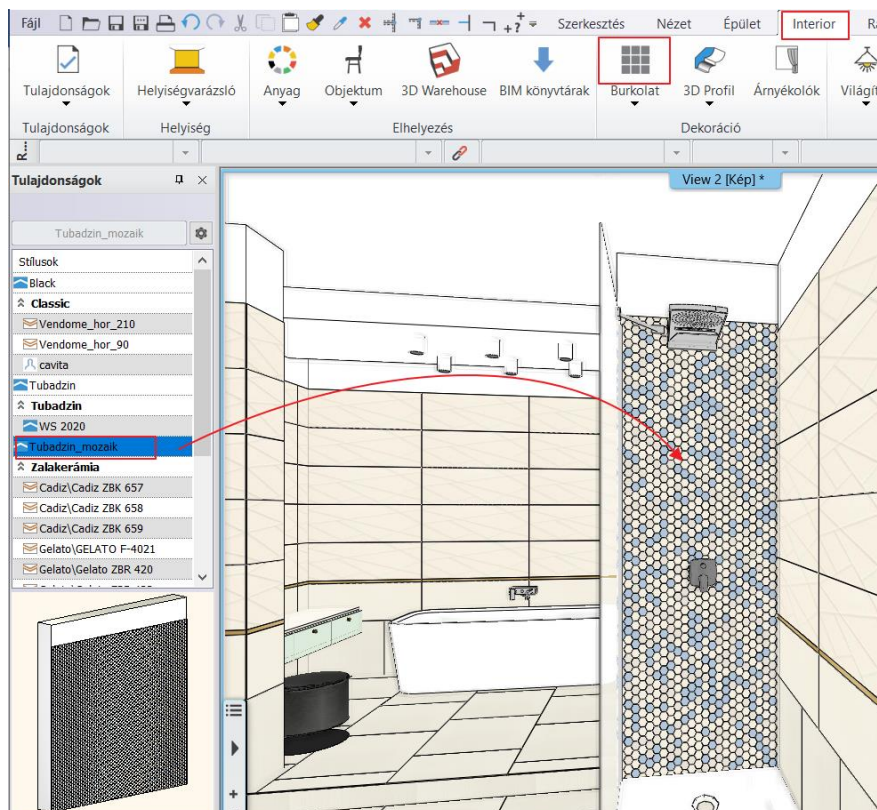 Fájl Szerkesztés Nézet Épület Interior
Tulajdonságok Helyiségvarázsló Anyag Objektum 3D Warehouse BIM könyvtárak Burkolat 3D Profil Árnyékolók
Tulajdonságok Helyiség Elhelyezés Dekoráció
R...
Tulajdonságok
View 2 [Kép] *
Tubadzin_mozaik
Stílusok
Black
Classic
Vendome_hor_210
Vendome_hor_90
cavita
Tubadzin
Tubadzin
WS 2020
Tubadzin_mozaik
Zalakerámia
Cadiz\Cadiz ZBK 657
Cadiz\Cadiz ZBK 658
Cadiz\Cadiz ZBK 659
Gelato\GELATO F-4021
Gelato\Gelato ZBR 420